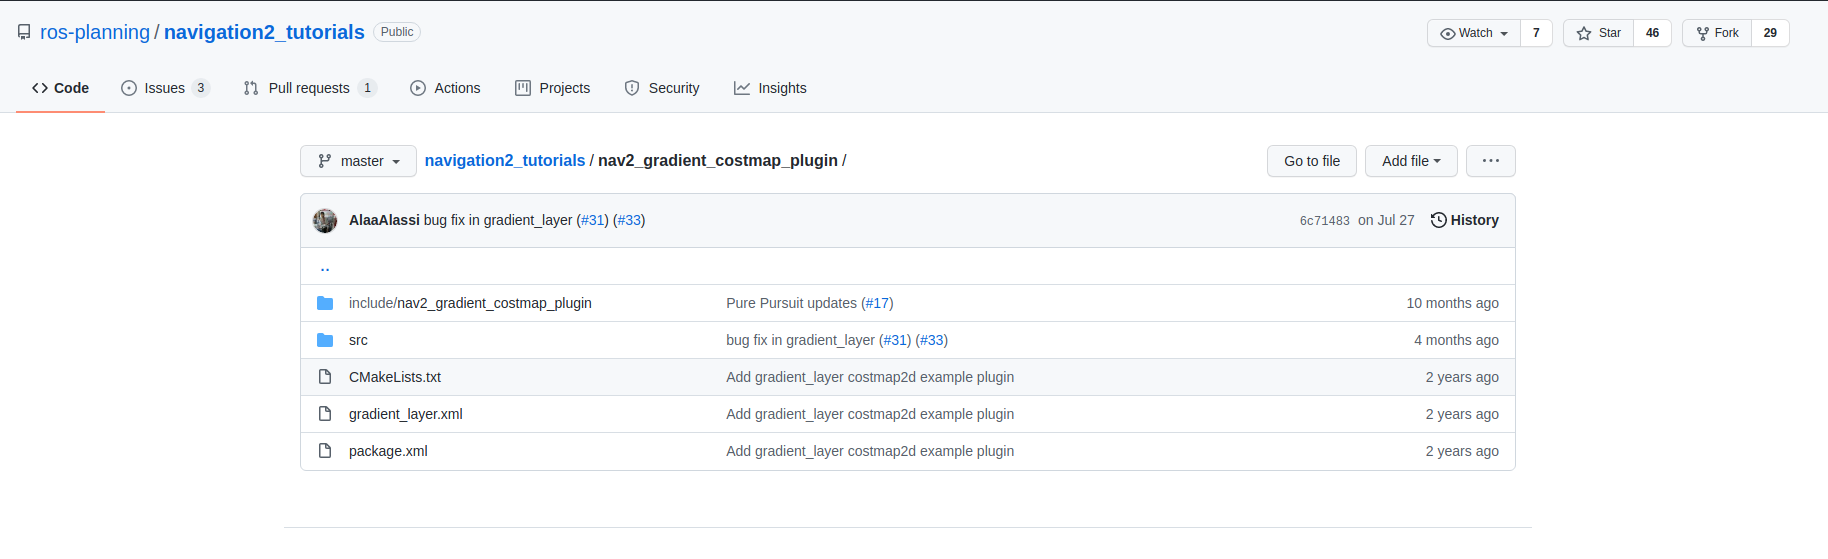 ros-planning / navigation2_tutorials Public
Watch 7 Star 46 Fork 29
Code Issues 3 Pull requests 1 Actions Projects Security Insights
master navigation2_tutorials / nav2_gradient_costmap_plugin / Go to file Add file ...
AlaaAlassi bug fix in gradient_layer (#31) (#33) 6c71483 on Jul 27 History
..
include/nav2_gradient_costmap_plugin Pure Pursuit updates (#17) 10 months ago
src bug fix in gradient_layer (#31) (#33) 4 months ago
CMakeLists.txt Add gradient_layer costmap2d example plugin 2 years ago
gradient_layer.xml Add gradient_layer costmap2d example plugin 2 years ago
package.xml Add gradient_layer costmap2d example plugin 2 years ago